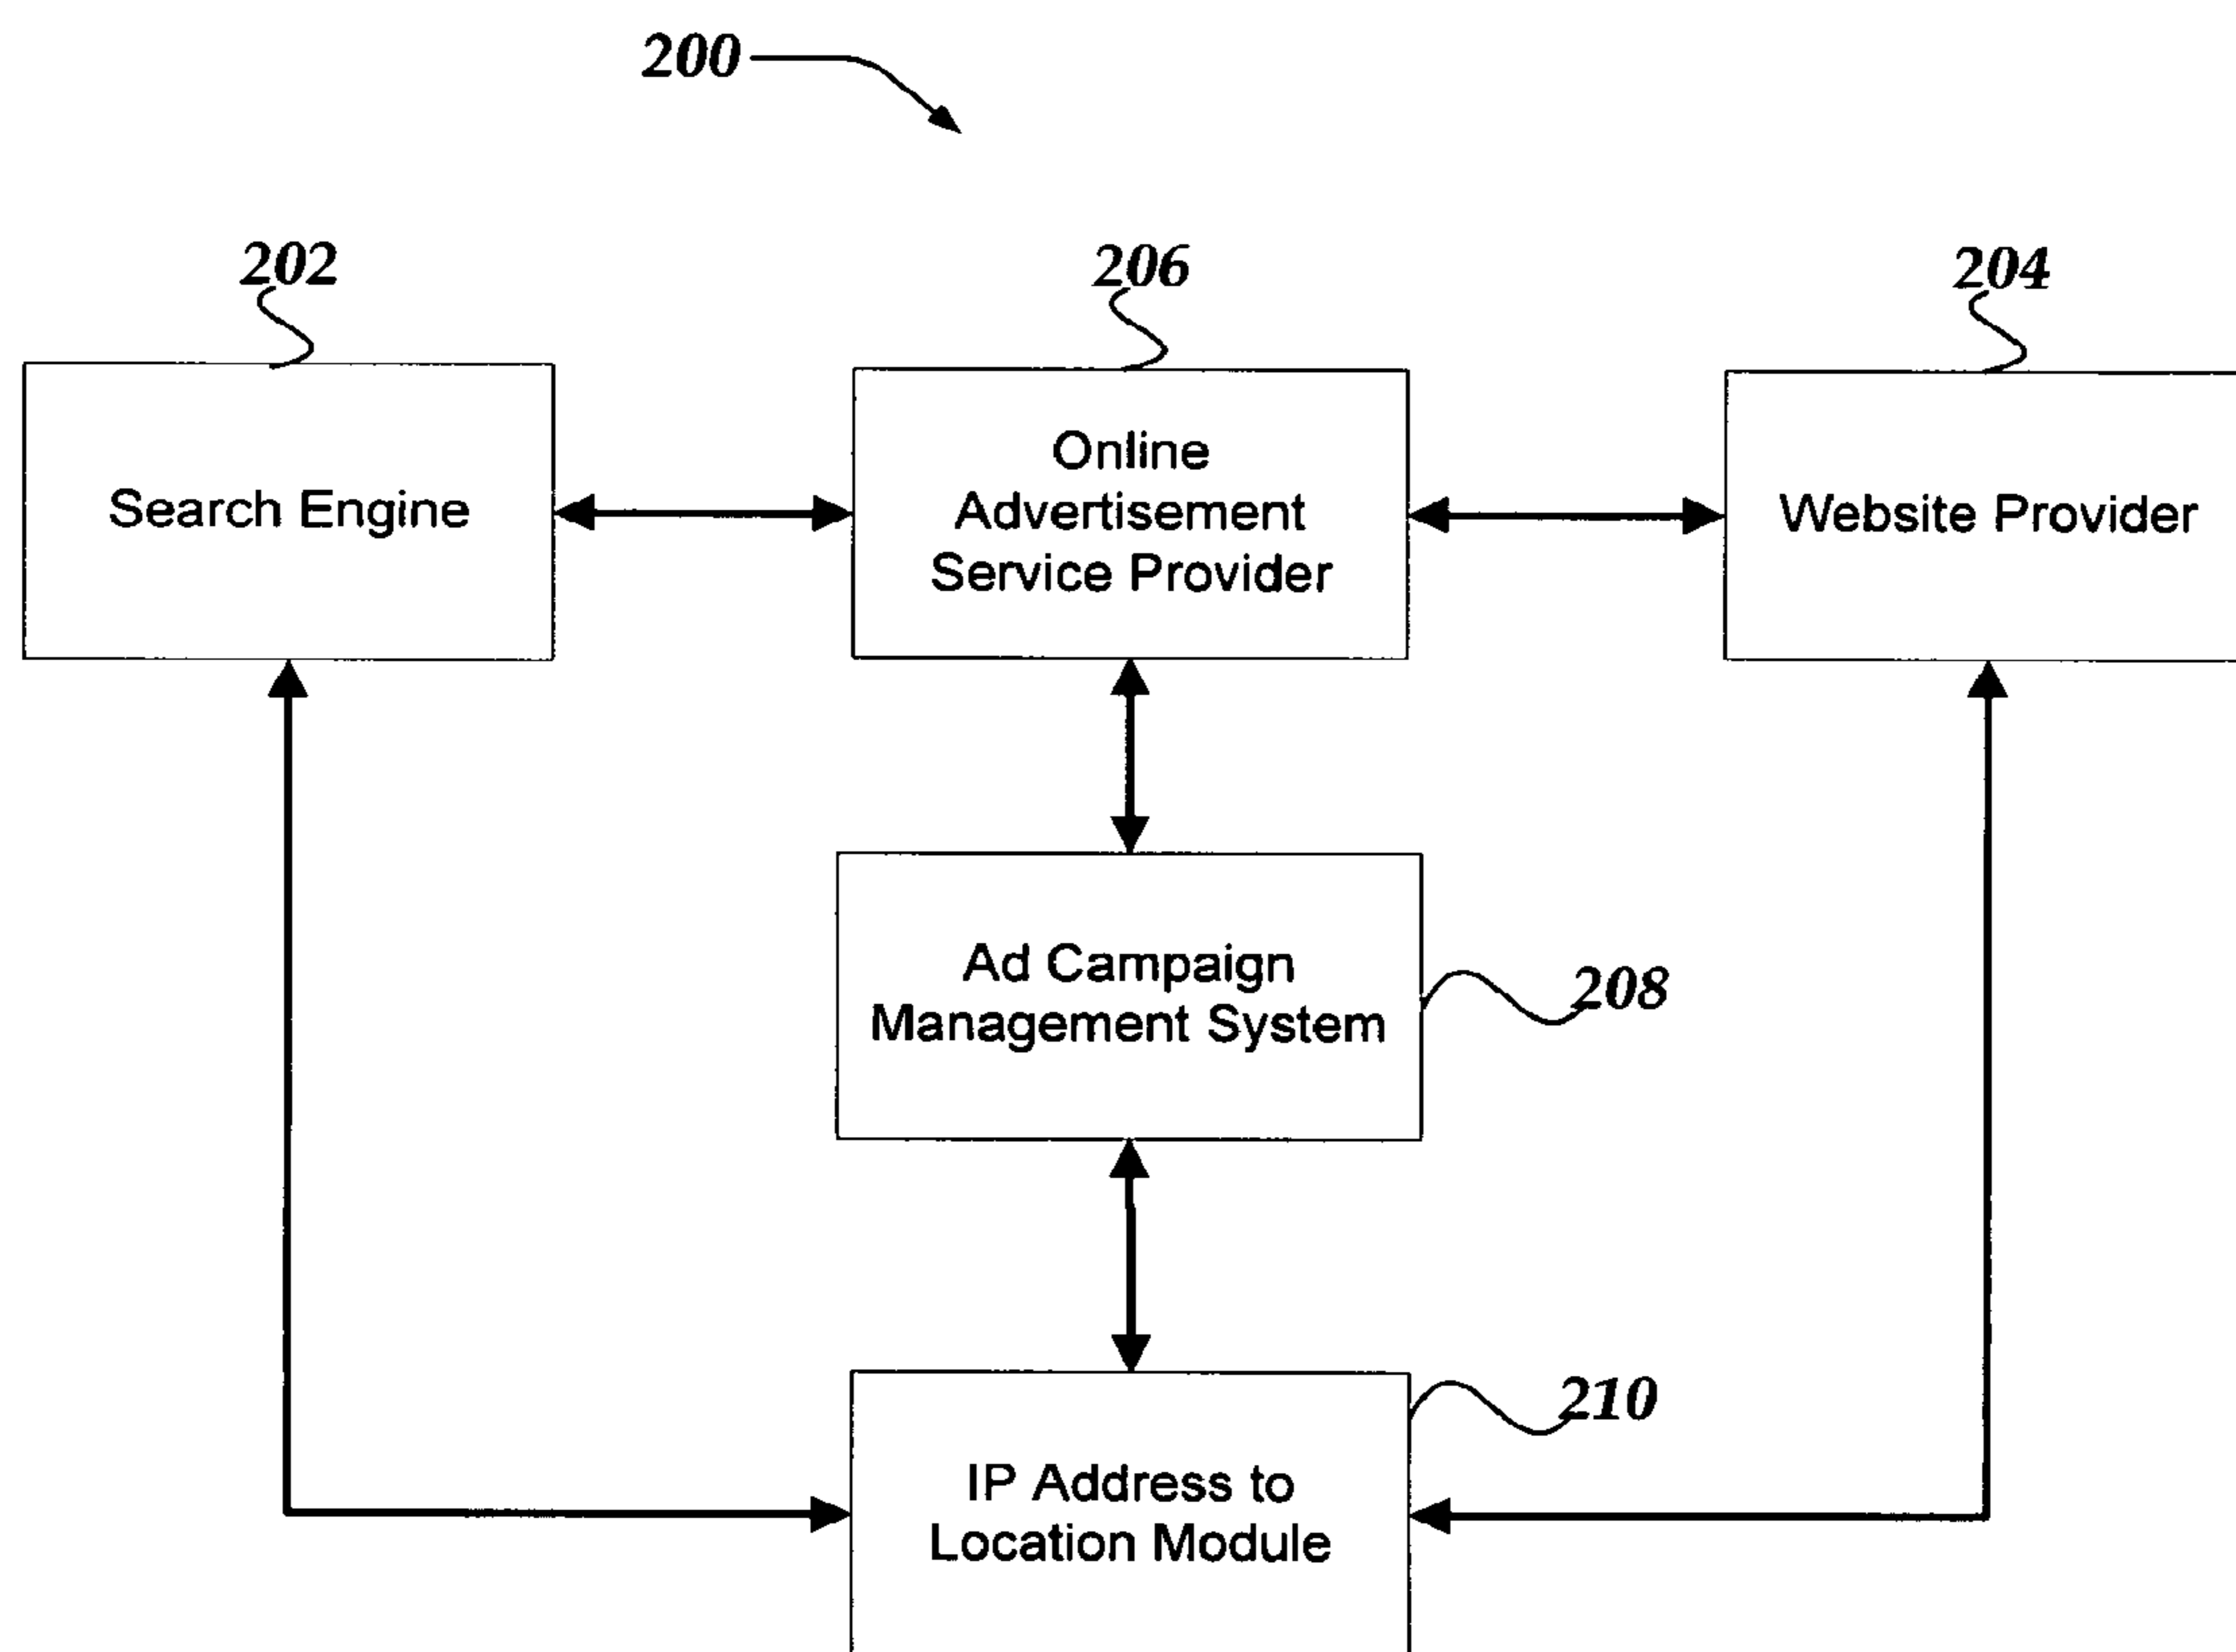 200
202
206
204
Search Engine
Online
Advertisement
Service Provider
Website Provider
Ad Campaign
Management System
208
210
IP Address to
Location Module